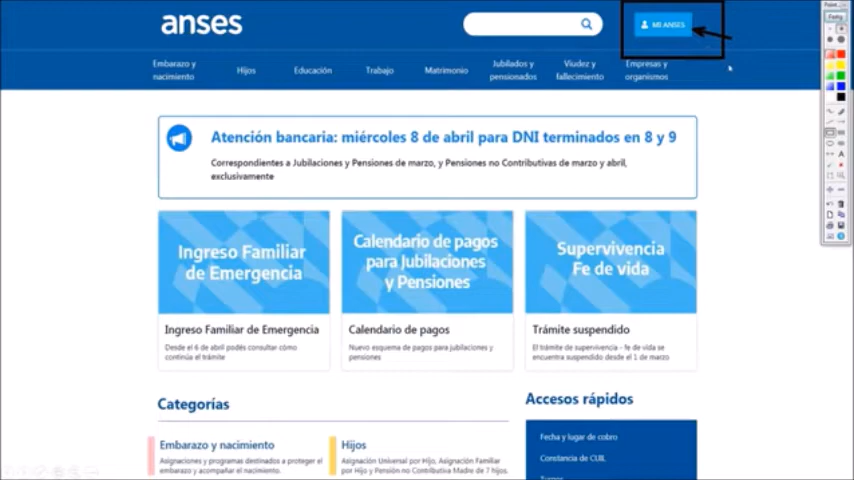 anses
MI ANSES
Embarazo y
nacimiento
Hijos
Educación
Trabajo
Matrimonio
Jubilados y
pensionados
Viudez y
fallecimiento
Empresas y
organismos
Atención bancaria: miércoles 8 de abril para DNI terminados en 8 y 9
Correspondientes a Jubilaciones y Pensiones de marzo, y Pensiones no Contributivas de marzo y abril,
exclusivamente
Ingreso Familiar
de Emergencia
Calendario de pagos
para Jubilaciones
y Pensiones
Supervivencia
Fe de vida
Ingreso Familiar de Emergencia
Desde el 6 de abril podés consultar cómo
continúa el trámite
Calendario de pagos
Nuevo esquema de pagos para jubilaciones y
pensiones
Trámite suspendido
El trámite de supervivencia - fe de vida se
encuentra suspendido desde el 1 de marzo
Categorías
Accesos rápidos
Embarazo y nacimiento
Asignaciones y programas destinados a proteger el
embarazo y acompañar el nacimiento.
Hijos
Asignación Universal por Hijo, Asignación Familiar
por Hijo y Pensión no Contributiva Madre de 7 hijos.
Fecha y lugar de cobro
Constancia de CUIL
Turnos